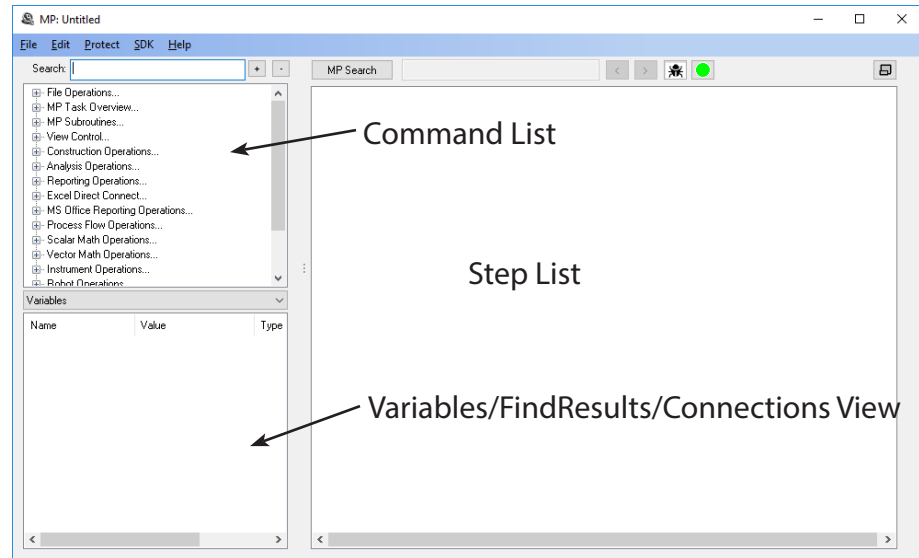 MP: Untitled
File Edit Protect SDK Help
Search: + -
MP Search < >
File Operations...
MP Task Overview...
MP Subroutines...
View Control...
Construction Operations...
Analysis Operations...
Reporting Operations...
Excel Direct Connect...
MS Office Reporting Operations...
Process Flow Operations...
Scalar Math Operations...
Vector Math Operations...
Instrument Operations...
Robot Operations
Command List
Step List
Variables
Name Value Type
Variables/FindResults/Connections View